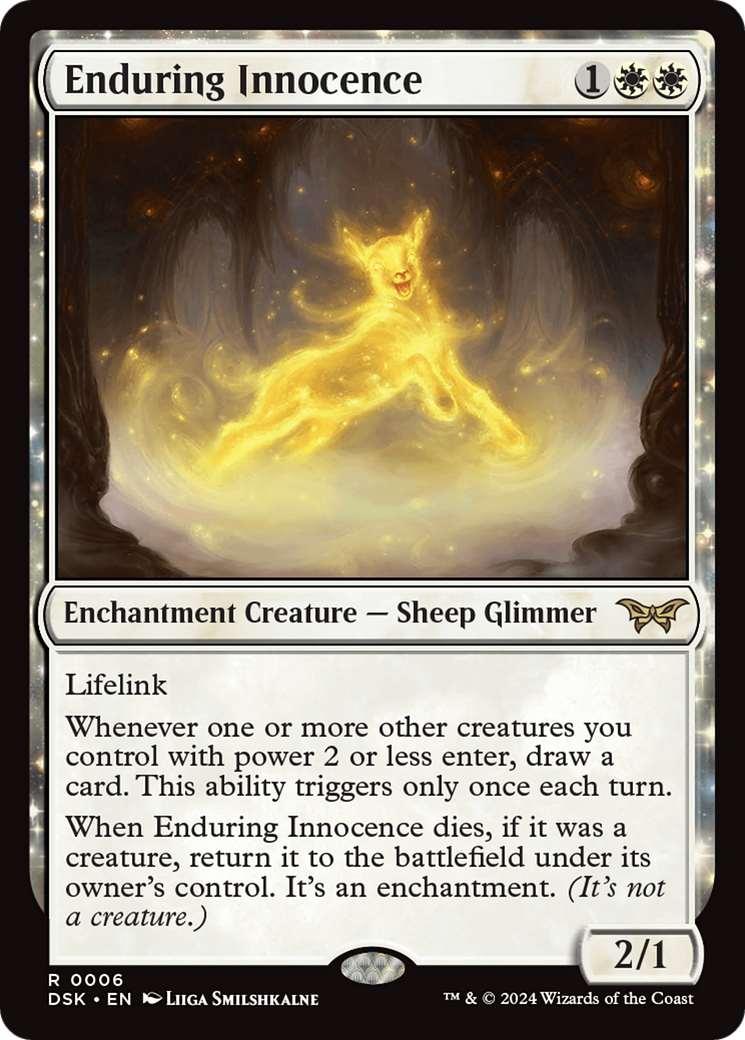 Enduring Innocence 1
Enchantment Creature — Sheep Glimmer
Lifelink
Whenever one or more other creatures you
control with power 2 or less enter, draw a
card. This ability triggers only once each turn.
When Enduring Innocence dies, if it was a
creature, return it to the battlefield under its
owner's control. It's an enchantment. (It's not
a creature.)
2/1
R 0006
DSK • EN LIIGA SMILSHKALNE ™ & © 2024 Wizards of the Coast